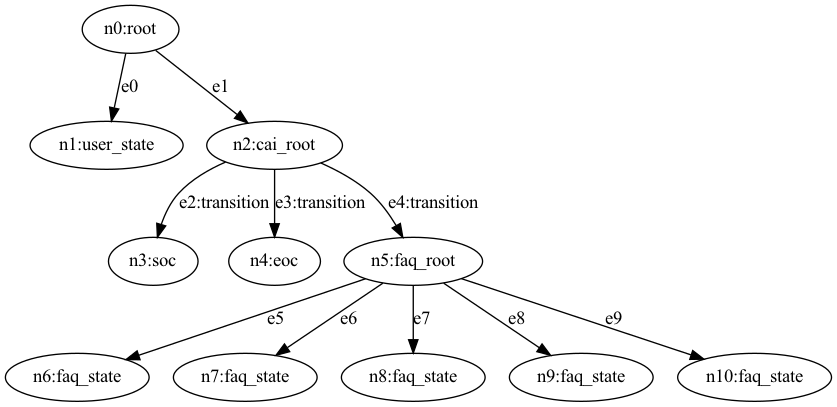 n0:root
e0
e1
n1:user_state
n2:cai_root
e2:transition
e3:transition
e4:transition
n3:soc
n4:eoc
n5:faq_root
e5
e6
e7
e8
e9
n6:faq_state
n7:faq_state
n8:faq_state
n9:faq_state
n10:faq_state